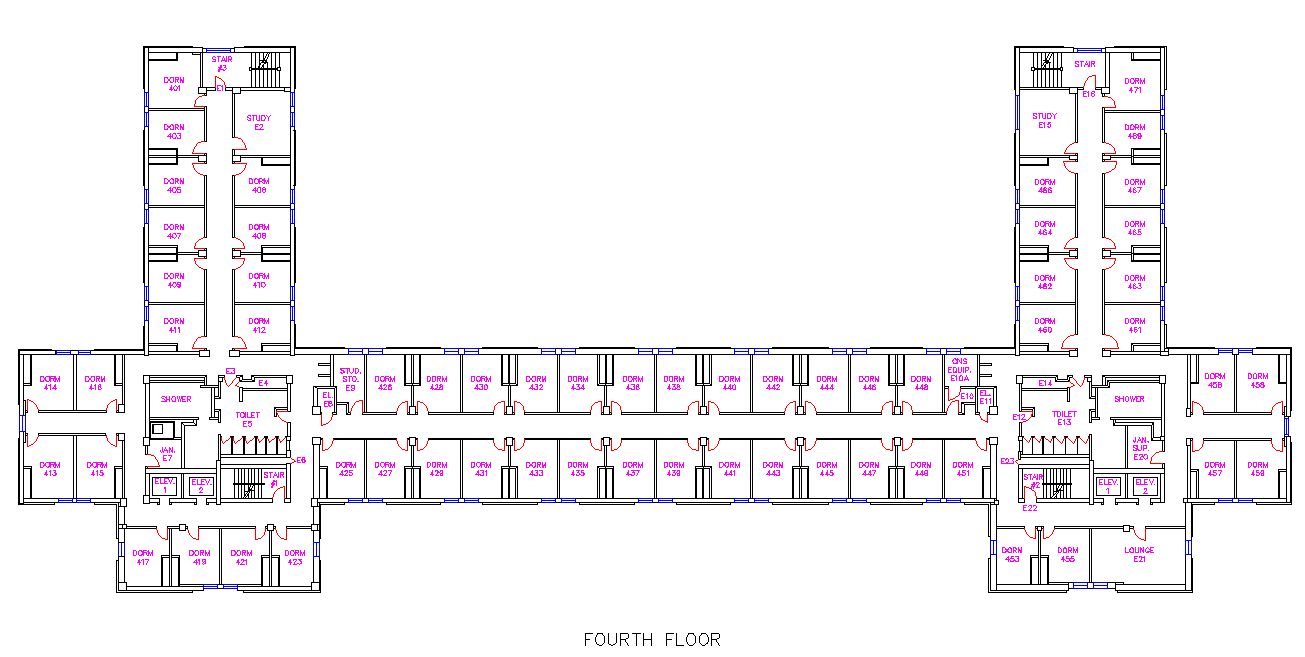 STAIR
#3
E1
DORM
401
STUDY
E2
DORM
403
DORM
405
DORM
406
DORM
407
DORM
408
DORM
409
DORM
410
DORM
411
DORM
412
STAIR
E16
DORM
471
STUDY
E15
DORM
469
DORM
466
DORM
467
DORM
464
DORM
465
DORM
462
DORM
463
DORM
460
DORM
461
DORM
414
DORM
416
E3
E4
SHOWER
TOILET
E5
DORM
413
DORM
415
JAN.
E7
E6
ELEV.
1
ELEV.
2
STAIR
#1
DORM
417
DORM
419
DORM
421
DORM
423
EL.
E8
STUD.
STO.
E9
DORM
426
DORM
428
DORM
430
DORM
432
DORM
434
DORM
436
DORM
438
DORM
440
DORM
442
DORM
444
DORM
446
DORM
448
CNS
EQUIP.
E10A
E10
EL.
E11
DORM
425
DORM
427
DORM
429
DORM
431
DORM
433
DORM
435
DORM
437
DORM
439
DORM
441
DORM
443
DORM
445
DORM
447
DORM
449
DORM
451
E14
E12
TOILET
E13
SHOWER
JAN.
SUP.
E20
E23
STAIR
#2
E22
ELEV.
1
ELEV.
2
DORM
458
DORM
456
DORM
457
DORM
459
DORM
453
DORM
455
LOUNGE
E21
FOURTH FLOOR